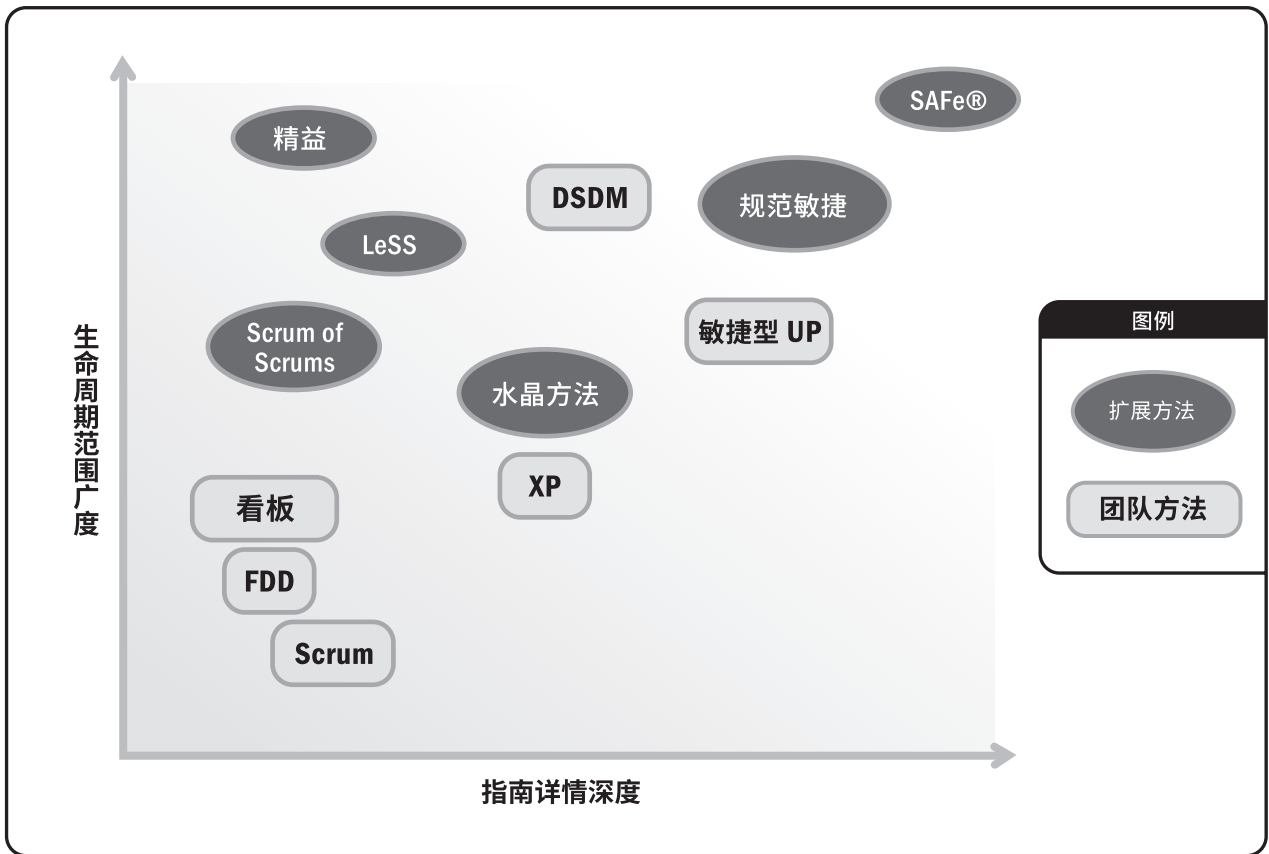 SAFe®
精益
DSDM
规范敏捷
LeSS
Scrum of
Scrums
敏捷型 UP
水晶方法
XP
看板
FDD
Scrum
生命周期范围广度
指南详情深度
图例
扩展方法
团队方法